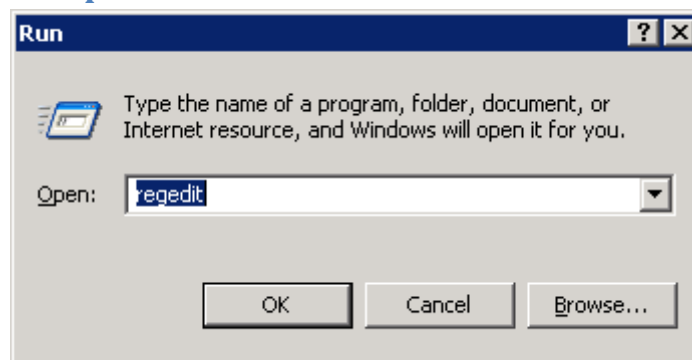 Run
Type the name of a program, folder, document, or
Internet resource, and Windows will open it for you.
Open:
regedit
OK
Cancel
Browse...